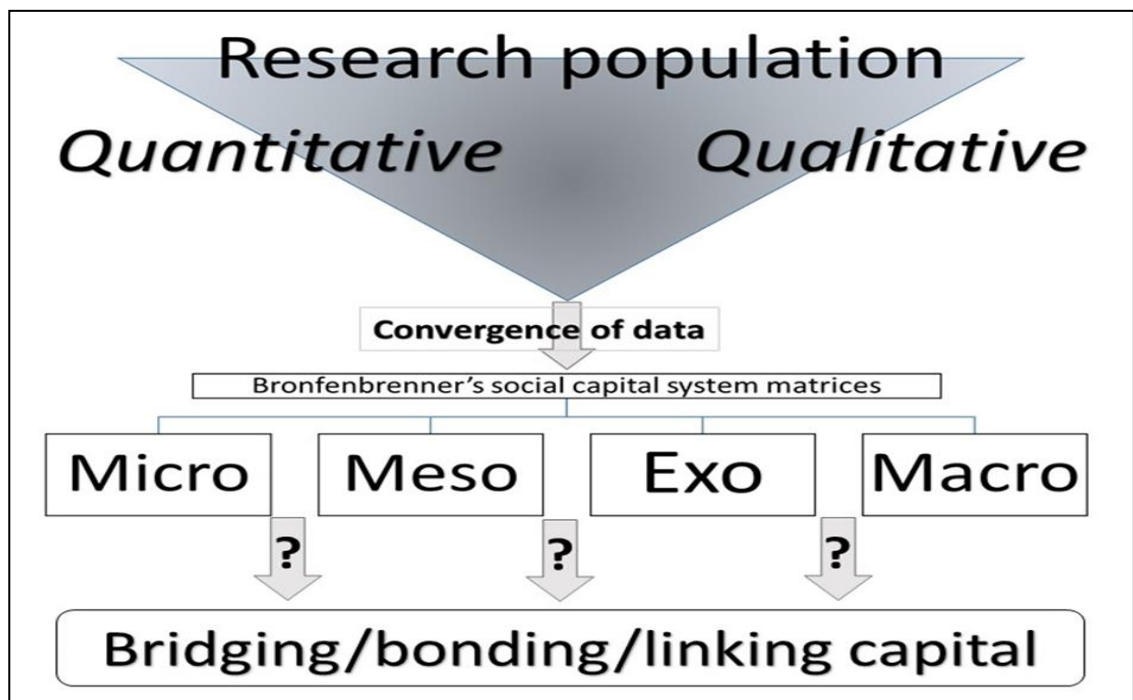 Research population
Quantitative Qualitative
Convergence of data
Bronfenbrenner’s social capital system matrices
Micro Meso Exo Macro
? ? ?
Bridging/bonding/linking capital